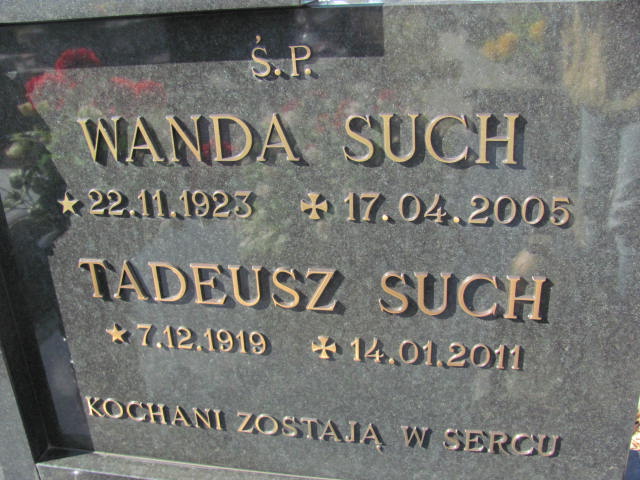 Ś.P.
WANDA SUCH
22.11.1923 17.04.2005
TADEUSZ SUCH
7.12.1919 14.01.2011
KOCHANI ZOSTAJĄ W SERCU